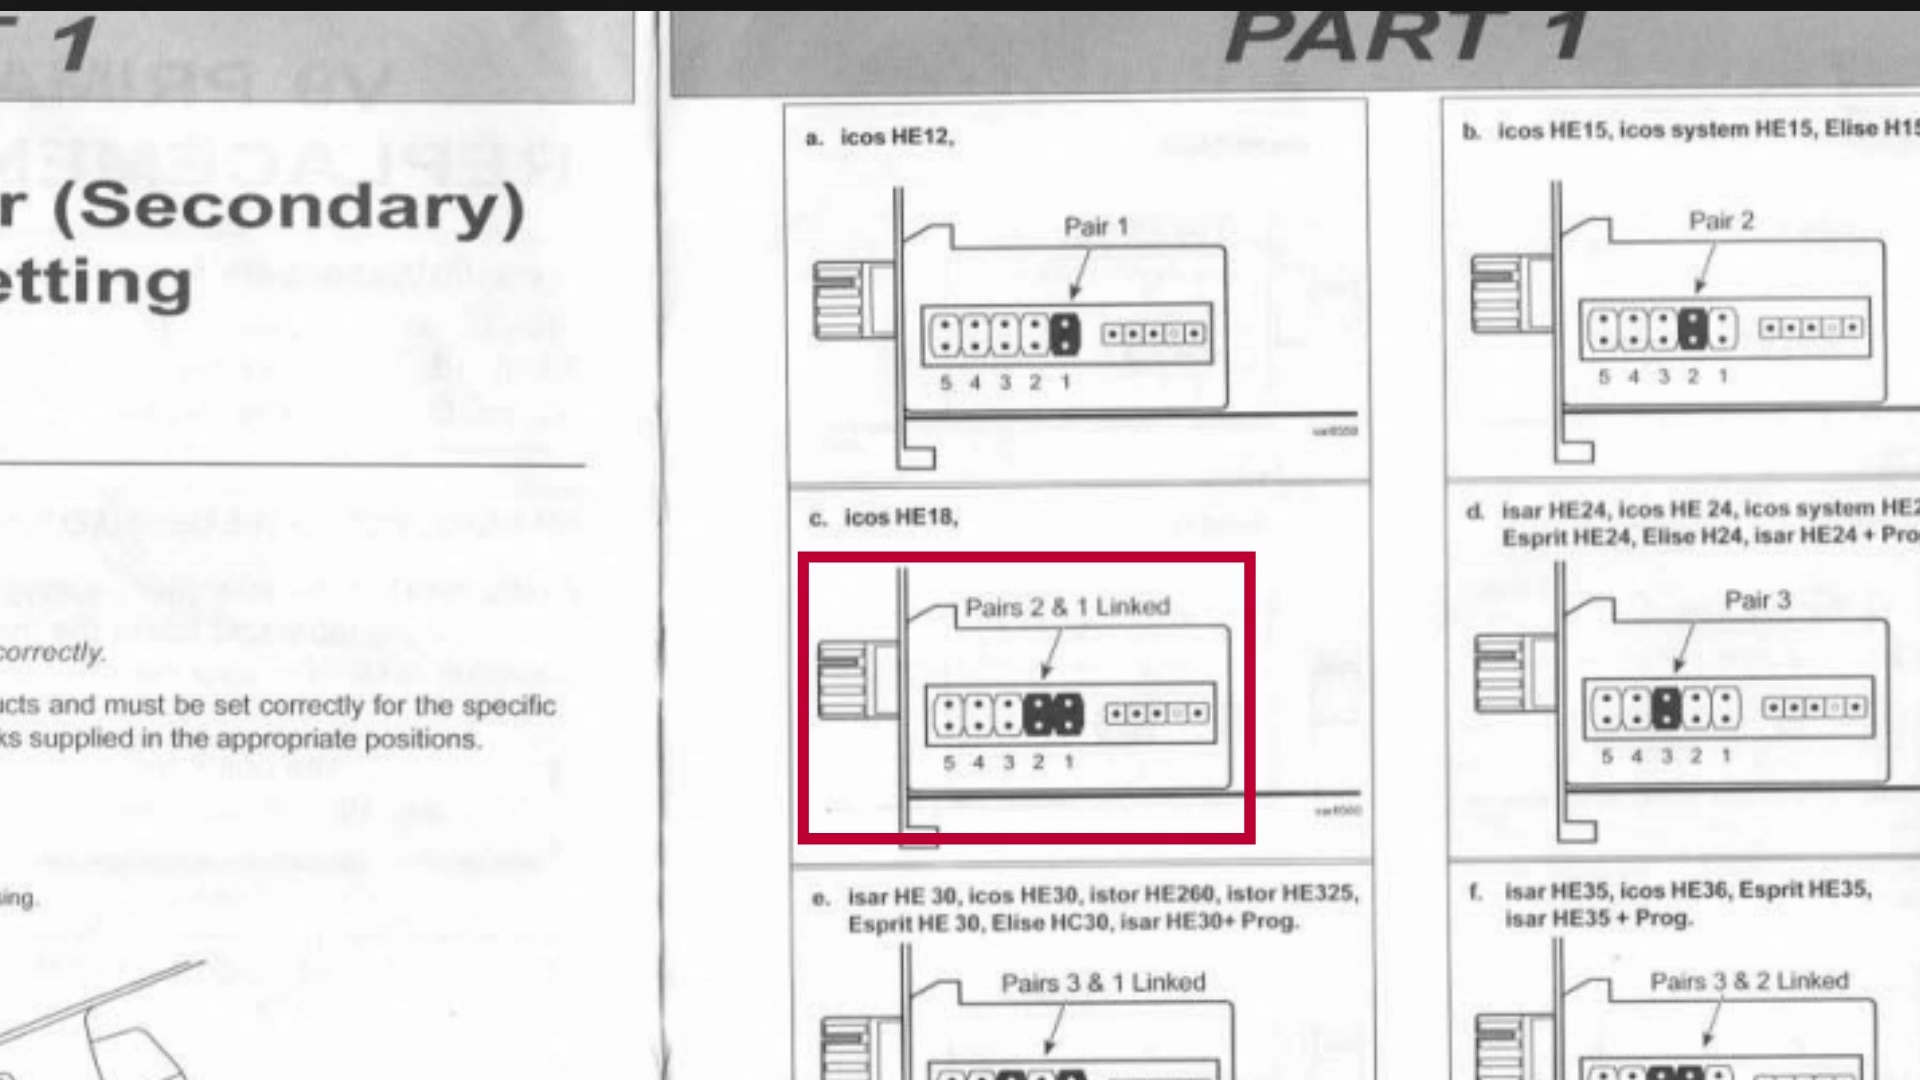 1
r (Secondary)
etting
correctly.
ucts and must be set correctly for the specific
ks supplied in the appropriate positions.
sing.
PART 1
a. icos HE12,
Pair 1
5 4 3 2 1
b. icos HE15, icos system HE15, Elise H15
Pair 2
5 4 3 2 1
c. icos HE18,
Pairs 2 & 1 Linked
5 4 3 2 1
d. isar HE24, icos HE 24, icos system HE2
Esprit HE24, Elise H24, isar HE24 + Pro
Pair 3
5 4 3 2 1
e. isar HE 30, icos HE30, istor HE260, istor HE325,
Esprit HE 30, Elise HC30, isar HE30+ Prog.
Pairs 3 & 1 Linked
f. isar HE35, icos HE36, Esprit HE35,
isar HE35 + Prog.
Pairs 3 & 2 Linked